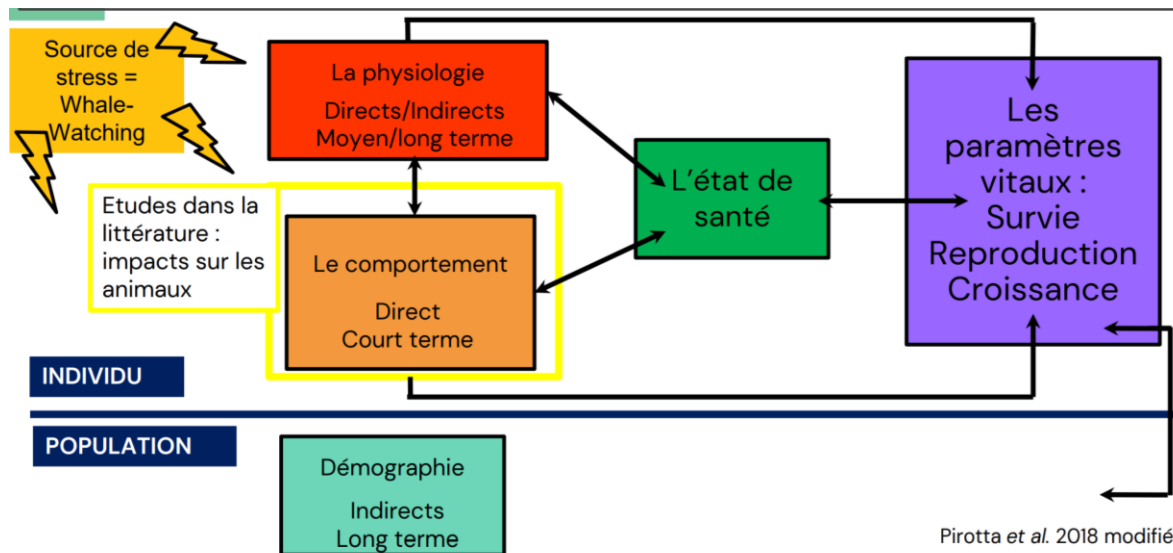 Source de
stress =
Whale-
Watching
La physiologie
Directs/Indirects
Moyen/long terme
Etudes dans la
littérature :
impacts sur les
animaux
Le comportement
Direct
Court terme
L'état de
santé
Les
paramètres
vitaux :
Survie
Reproduction
Croissance
INDIVIDU
POPULATION
Démographie
Indirects
Long terme
Pirotta et al. 2018 modifié